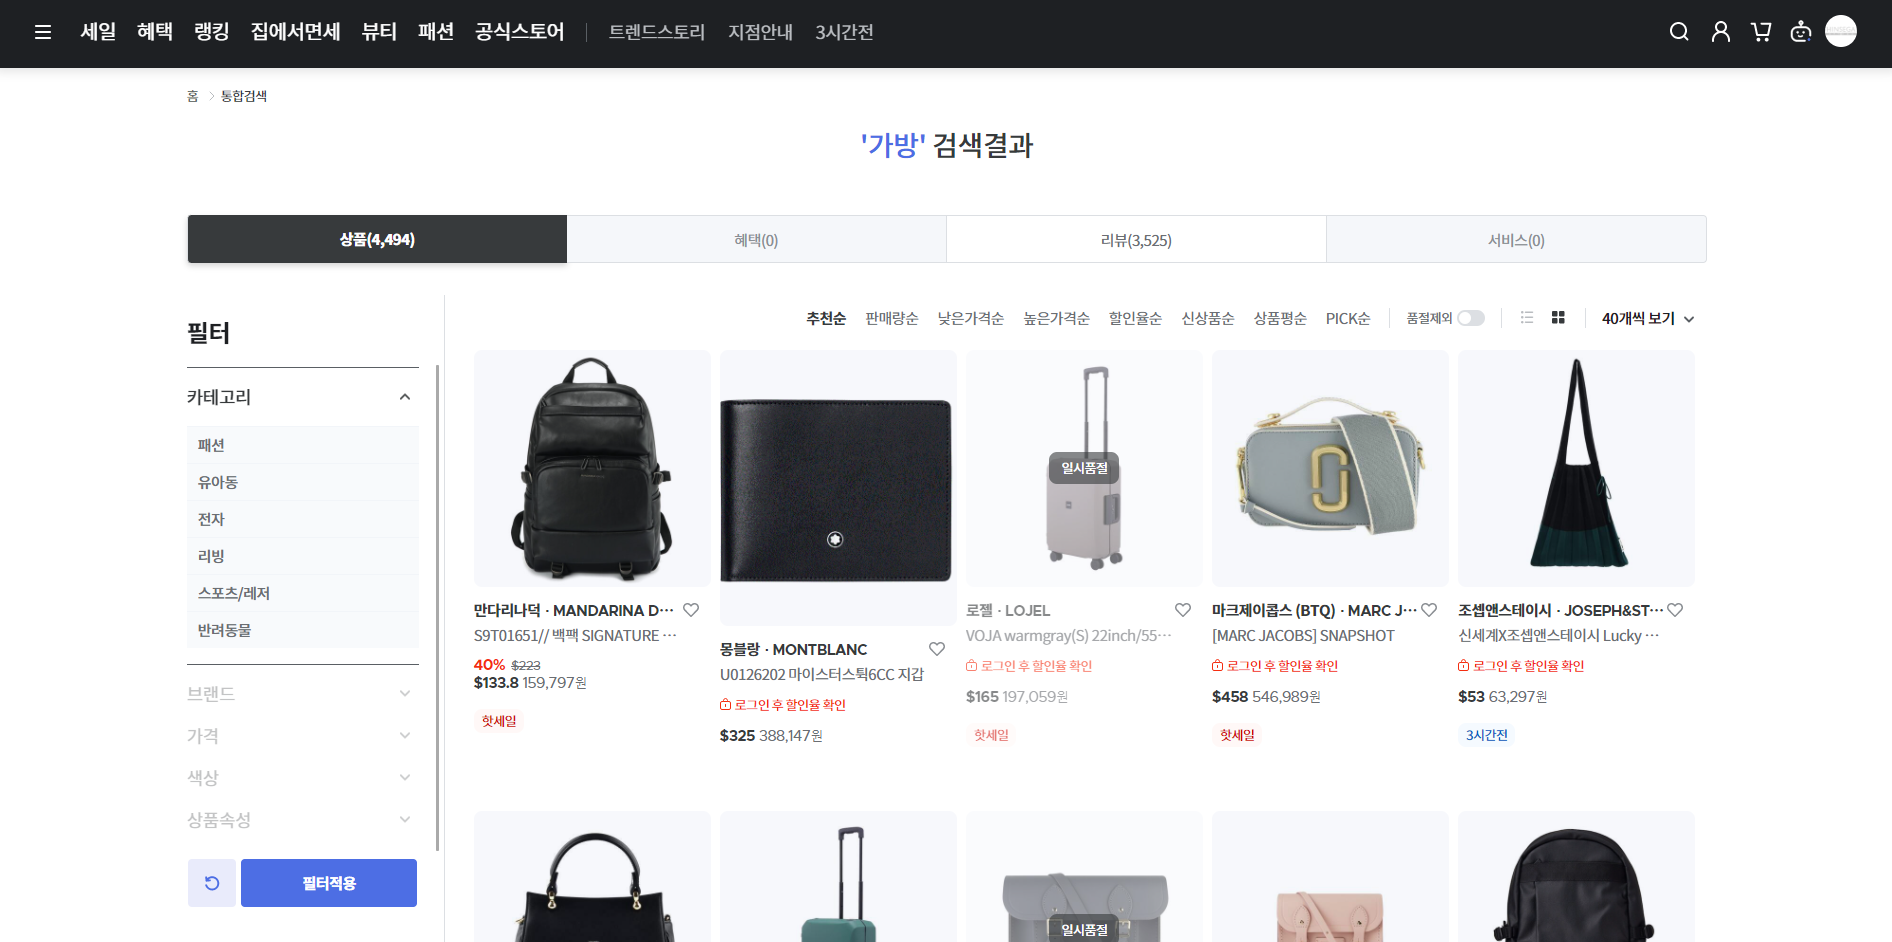 세일 혜택 랭킹 집에서면세 뷰티 패션 공식스토어 트렌드스토리 지점안내 3시간전
홈 > 통합검색
'가방' 검색결과
상품(4,494) 혜택(0) 리뷰(3,525) 서비스(0)
필터
추천순 판매량순 낮은가격순 높은가격순 할인율순 신상품순 상품평순 PICK순 품절제외 40개씩 보기
카테고리
패션
유아동
전자
리빙
스포츠/레저
반려동물
브랜드
가격
색상
상품속성
필터적용
만다리나덕 · MANDARINA D···
S9T01651// 백팩 SIGNATURE ···
40% $223
$133.8 159,797원
핫세일
몽블랑 · MONTBLANC
U0126202 마이스터스튁6CC 지갑
로그인 후 할인율 확인
$325 388,147원
일시품절
로젤 · LOJEL
VOJA warmgray(S) 22inch/55···
로그인 후 할인율 확인
$165 197,059원
핫세일
마크제이콥스 (BTQ) · MARC J···
[MARC JACOBS] SNAPSHOT
로그인 후 할인율 확인
$458 546,989원
핫세일
조셉앤스테이시 · JOSEPH&ST···
신세계X조셉앤스테이시 Lucky ···
로그인 후 할인율 확인
$53 63,297원
3시간전
일시품절